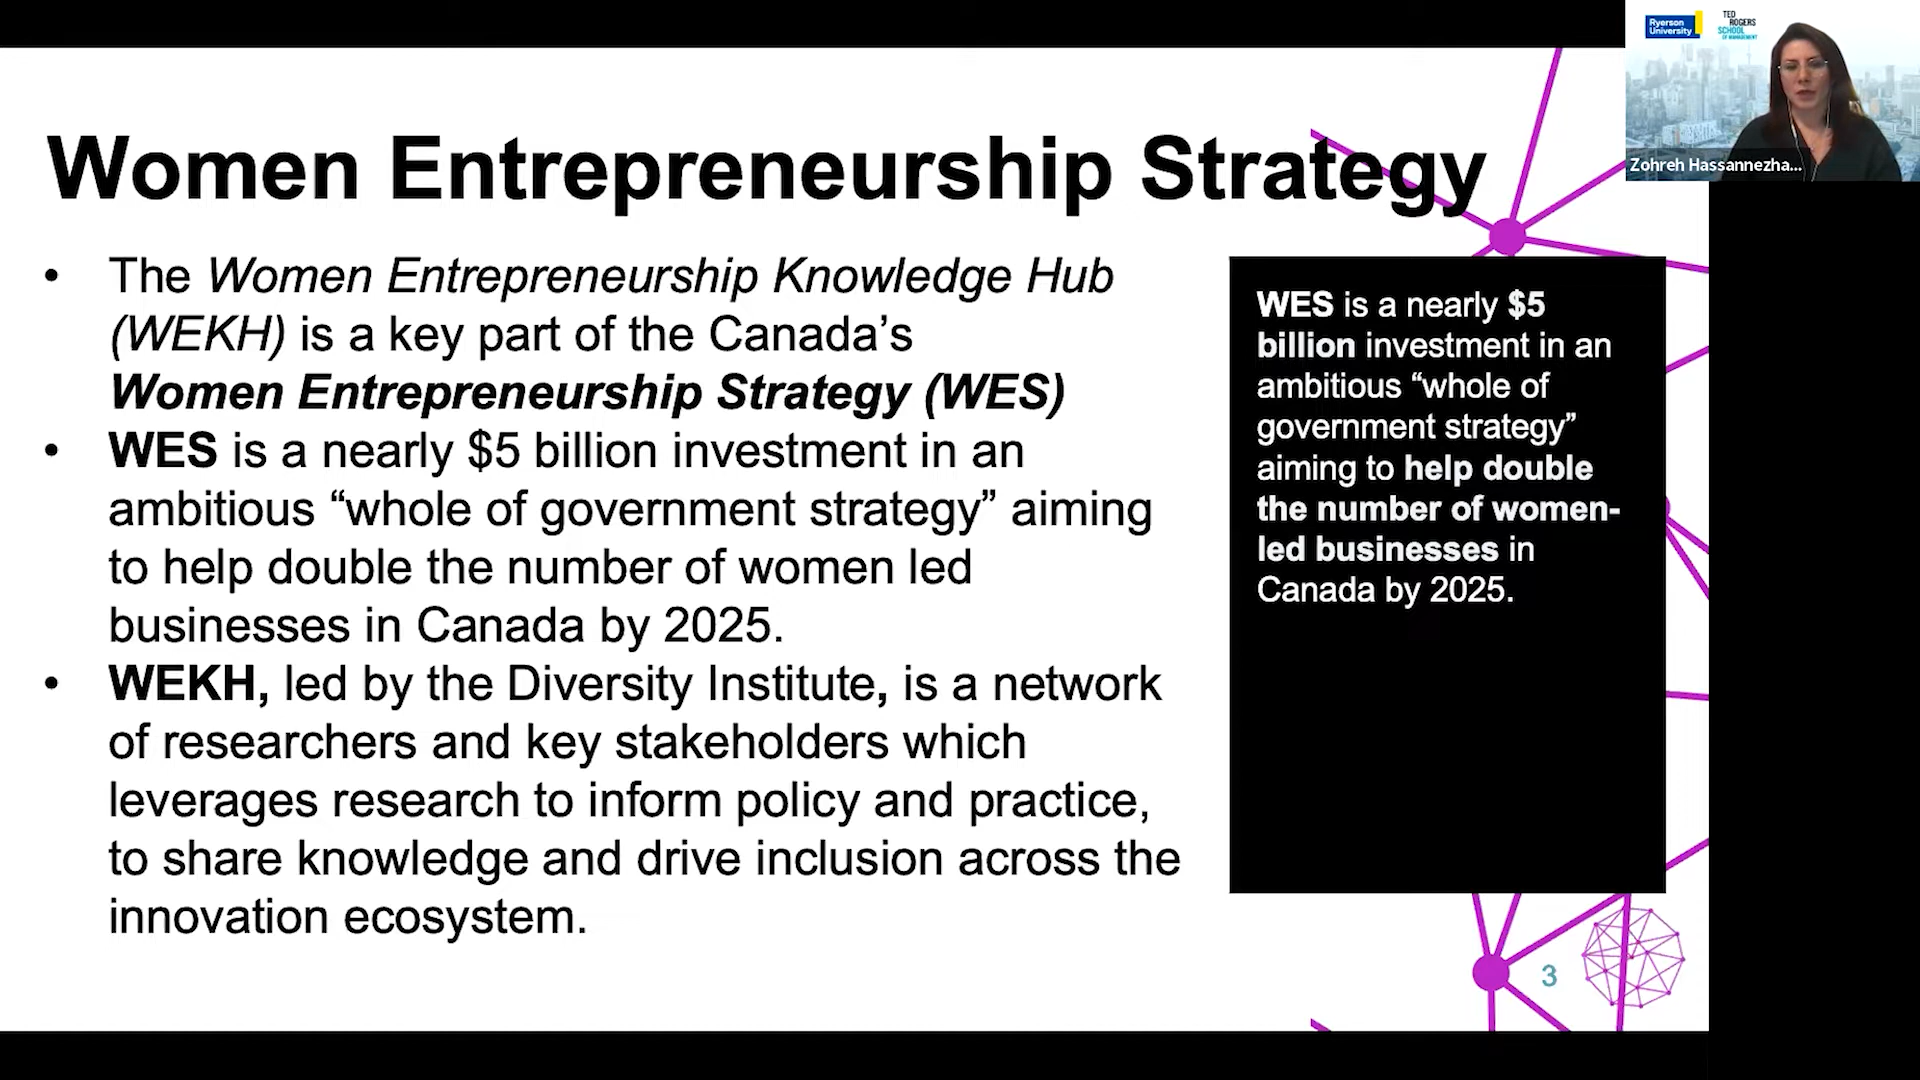 Women Entrepreneurship Strategy
• The Women Entrepreneurship Knowledge Hub
(WEKH) is a key part of the Canada’s
Women Entrepreneurship Strategy (WES)
• WES is a nearly $5 billion investment in an
ambitious “whole of government strategy” aiming
to help double the number of women led
businesses in Canada by 2025.
• WEKH, led by the Diversity Institute, is a network
of researchers and key stakeholders which
leverages research to inform policy and practice,
to share knowledge and drive inclusion across the
innovation ecosystem.
WES is a nearly $5
billion investment in an
ambitious “whole of
government strategy”
aiming to help double
the number of women-
led businesses in
Canada by 2025.
3
Ryerson
University
TED
ROGERS
SCHOOL
OF MANAGEMENT
Zohreh Hassannezha...